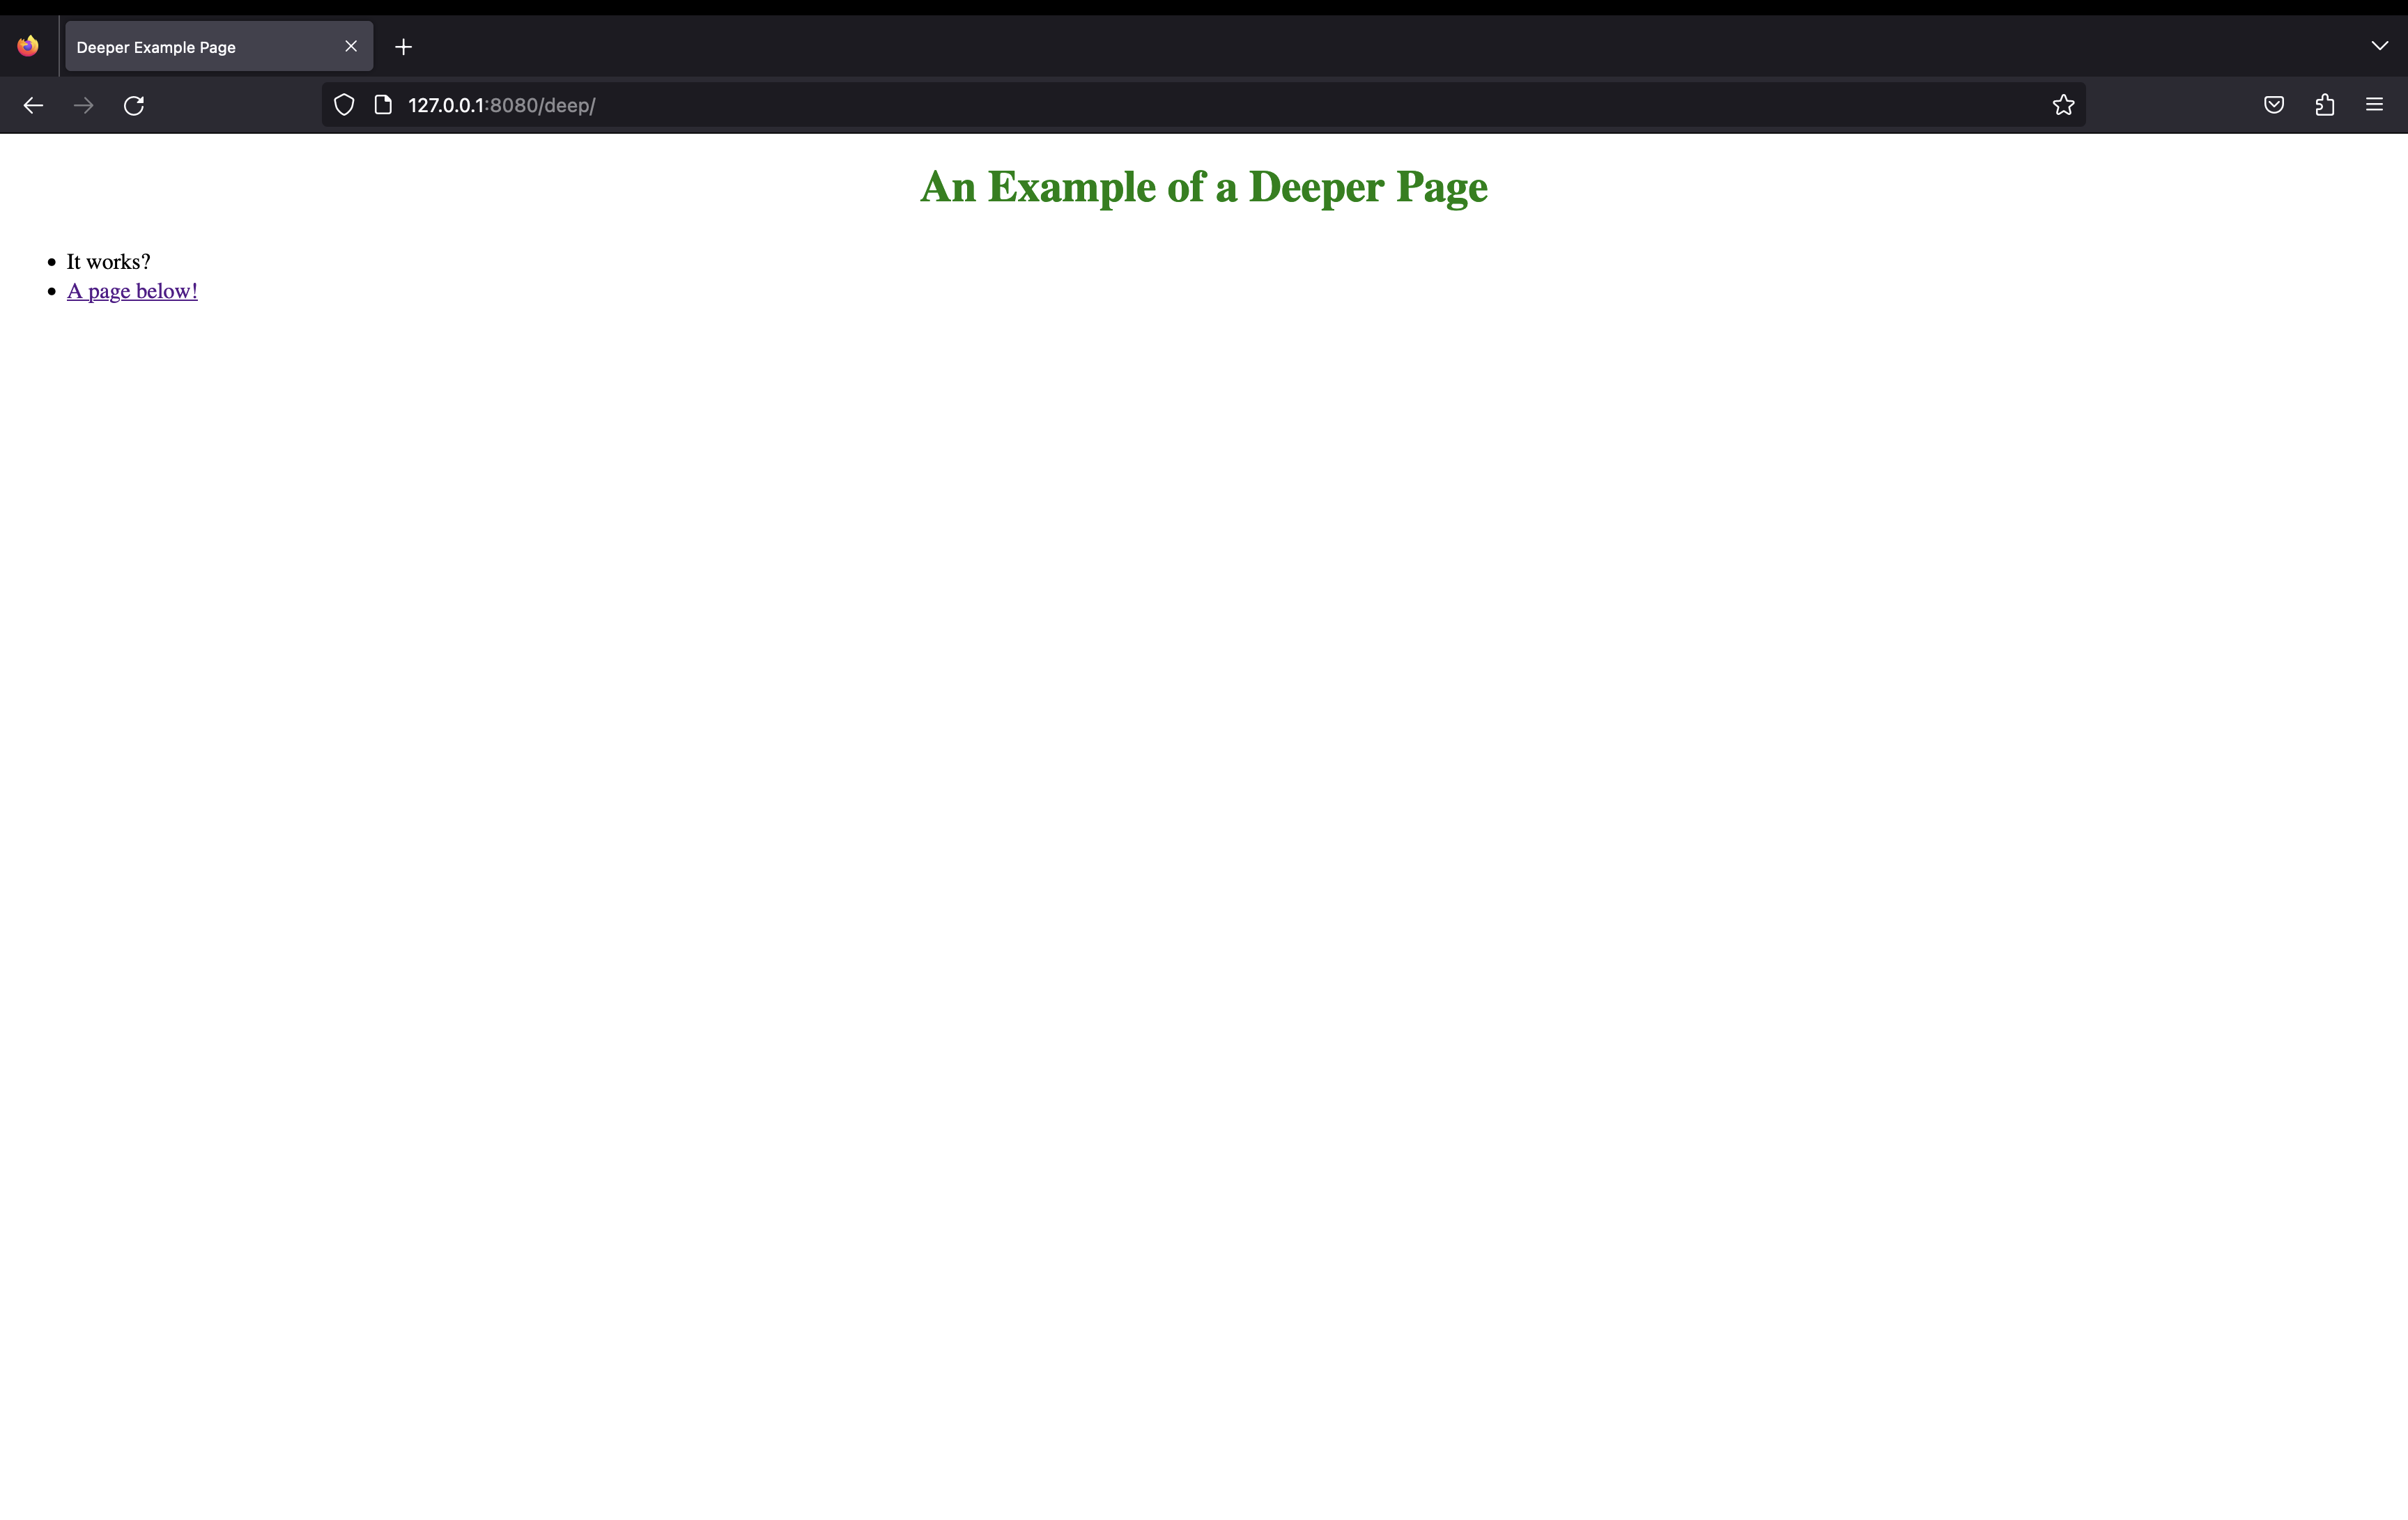 Deeper Example Page
127.0.0.1:8080/deep/
An Example of a Deeper Page
It works?
A page below!